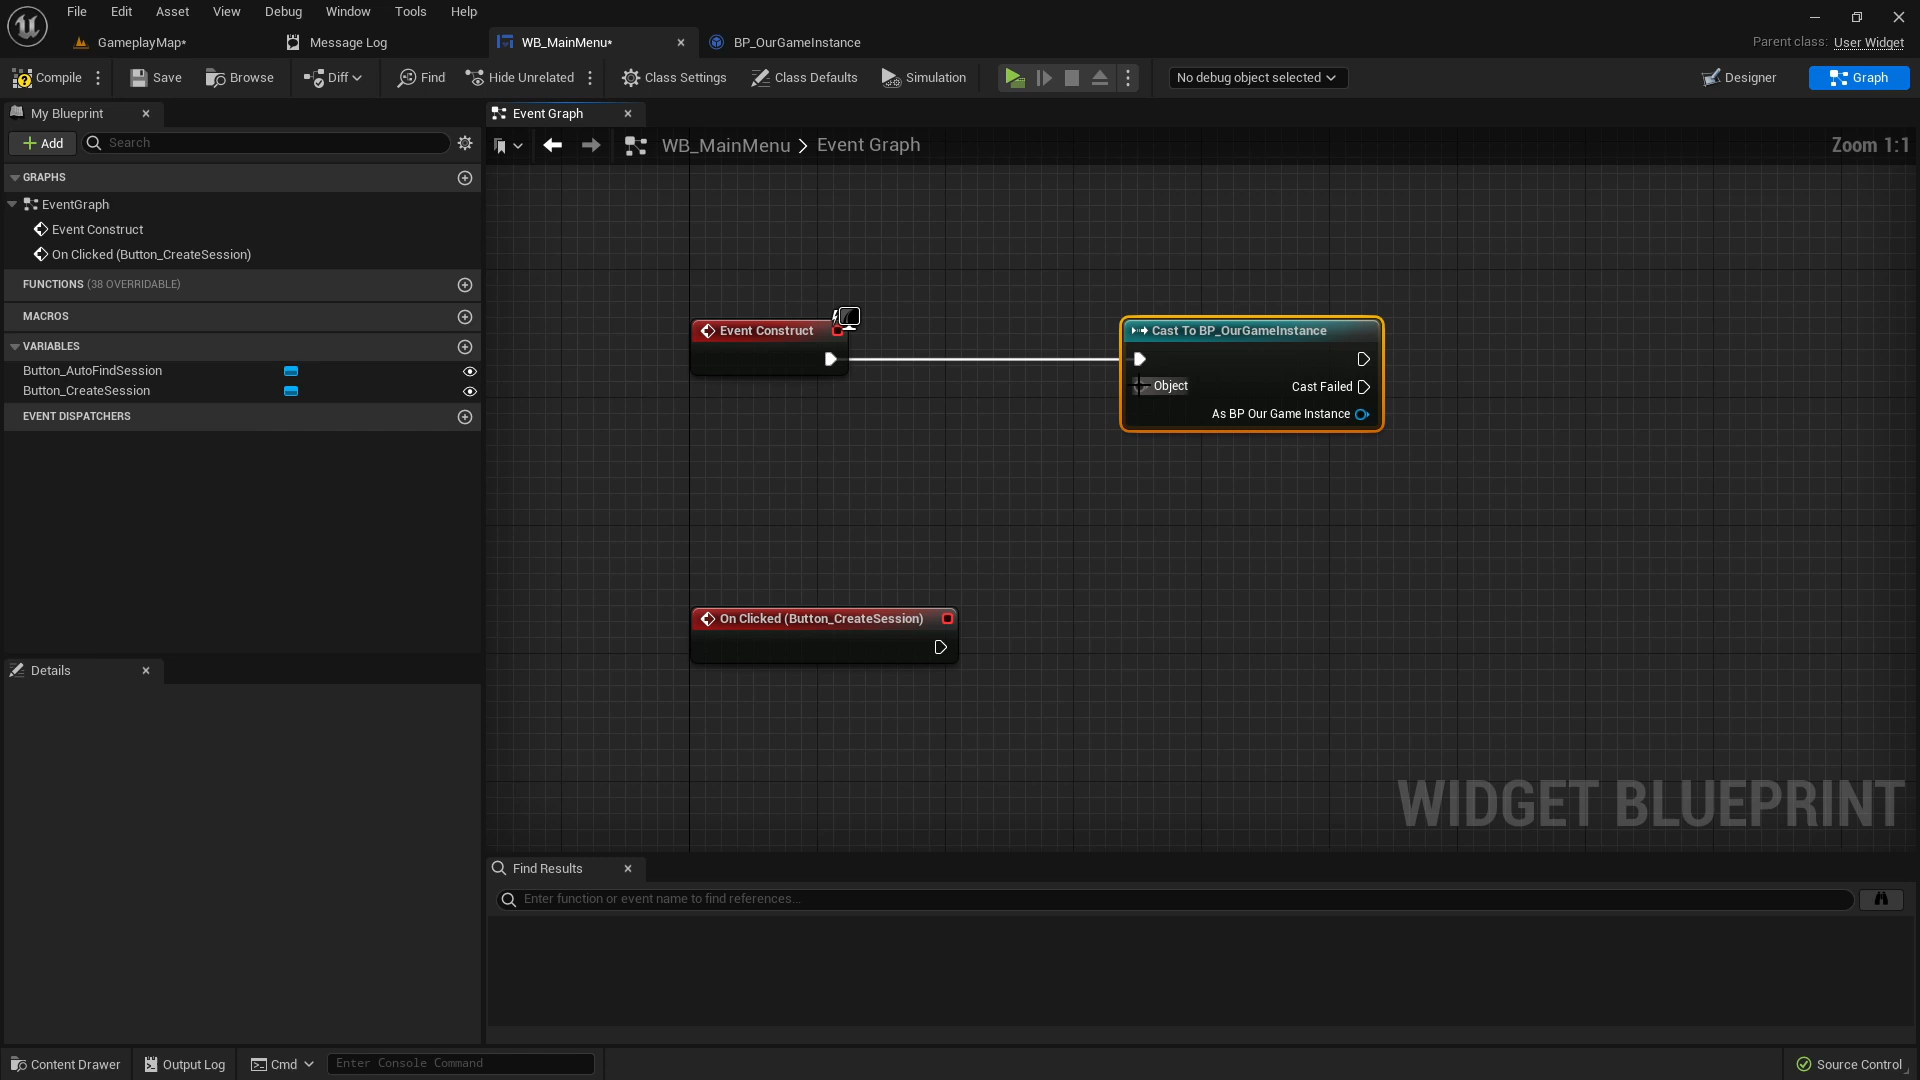 File Edit Asset View Debug Window Tools Help
GameplayMap* Message Log WB_MainMenu* BP_OurGameInstance Parent class: User Widget
Compile Save Browse Diff Find Hide Unrelated Class Settings Class Defaults Simulation No debug object selected Designer Graph
My Blueprint Event Graph
Add Search WB_MainMenu > Event Graph Zoom 1:1
GRAPHS
EventGraph
Event Construct
On Clicked (Button_CreateSession)
FUNCTIONS (38 OVERRIDABLE)
MACROS
VARIABLES
Button_AutoFindSession
Button_CreateSession
EVENT DISPATCHERS
Event Construct
Cast To BP_OurGameInstance
Object Cast Failed
As BP Our Game Instance
On Clicked (Button_CreateSession)
Details
WIDGET BLUEPRINT
Find Results
Enter function or event name to find references...
Content Drawer Output Log Cmd Enter Console Command Source Control